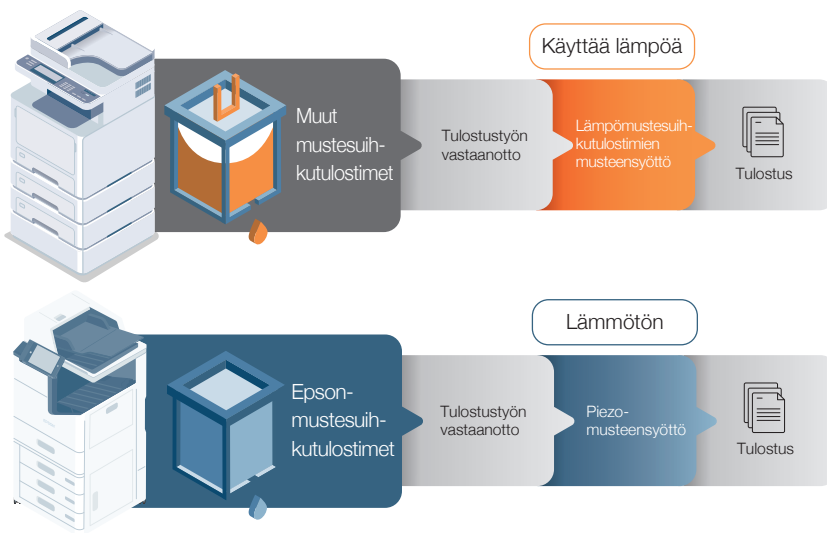 Käyttää lämpöä
Muut
mustesuih-
kutulostimet
Tulostustyön
vastaanotto
Lämpömustesuih-
kutulostimien
musteensyöttö
Tulostus
Lämmötön
Epson-
mustesuih-
kutulostimet
Tulostustyön
vastaanotto
Piezo-
musteensyöttö
Tulostus